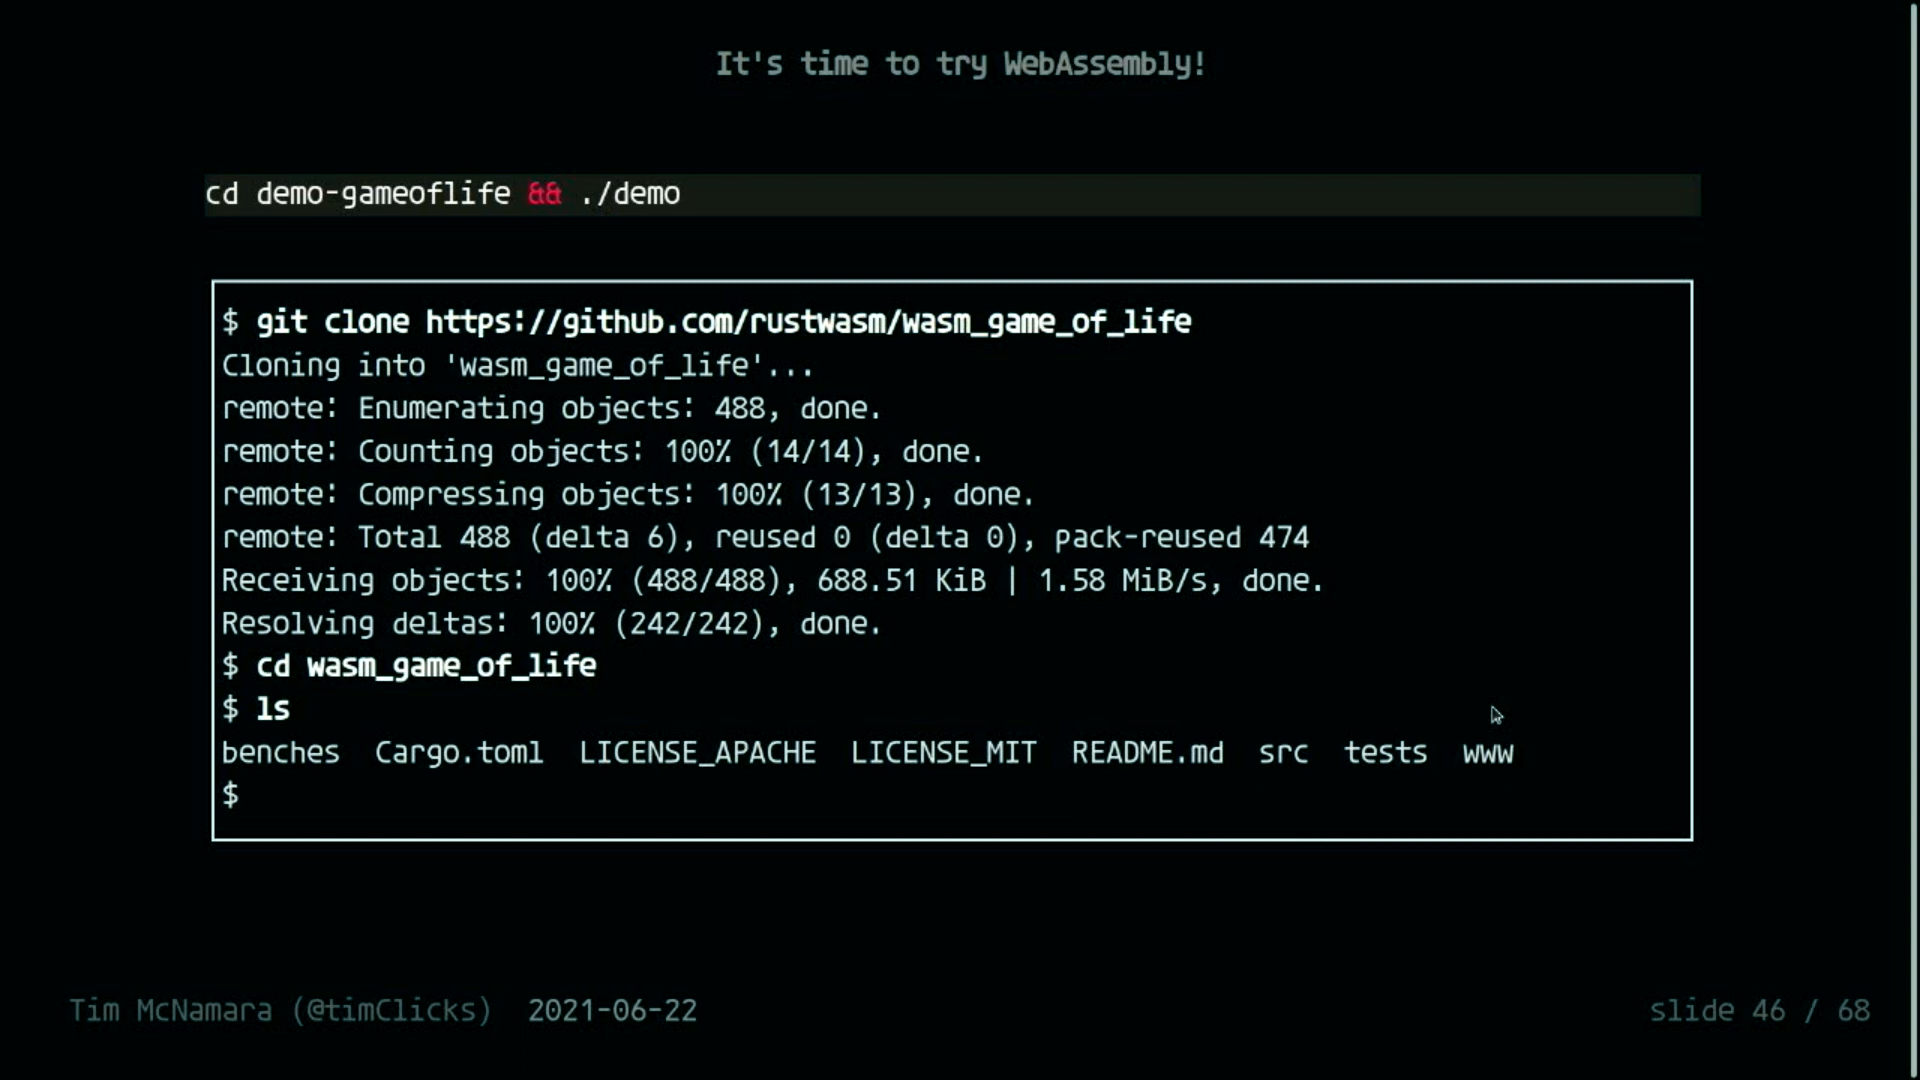 It's time to try WebAssembly!
cd demo-gameoflife && ./demo
$ git clone https://github.com/rustwasm/wasm_game_of_life
Cloning into 'wasm_game_of_life'...
remote: Enumerating objects: 488, done.
remote: Counting objects: 100% (14/14), done.
remote: Compressing objects: 100% (13/13), done.
remote: Total 488 (delta 6), reused 0 (delta 0), pack-reused 474
Receiving objects: 100% (488/488), 688.51 KiB | 1.58 MiB/s, done.
Resolving deltas: 100% (242/242), done.
$ cd wasm_game_of_life
$ ls
benches  Cargo.toml  LICENSE_APACHE  LICENSE_MIT  README.md  src  tests  www
$
Tim McNamara (@timClicks)  2021-06-22
slide 46 / 68